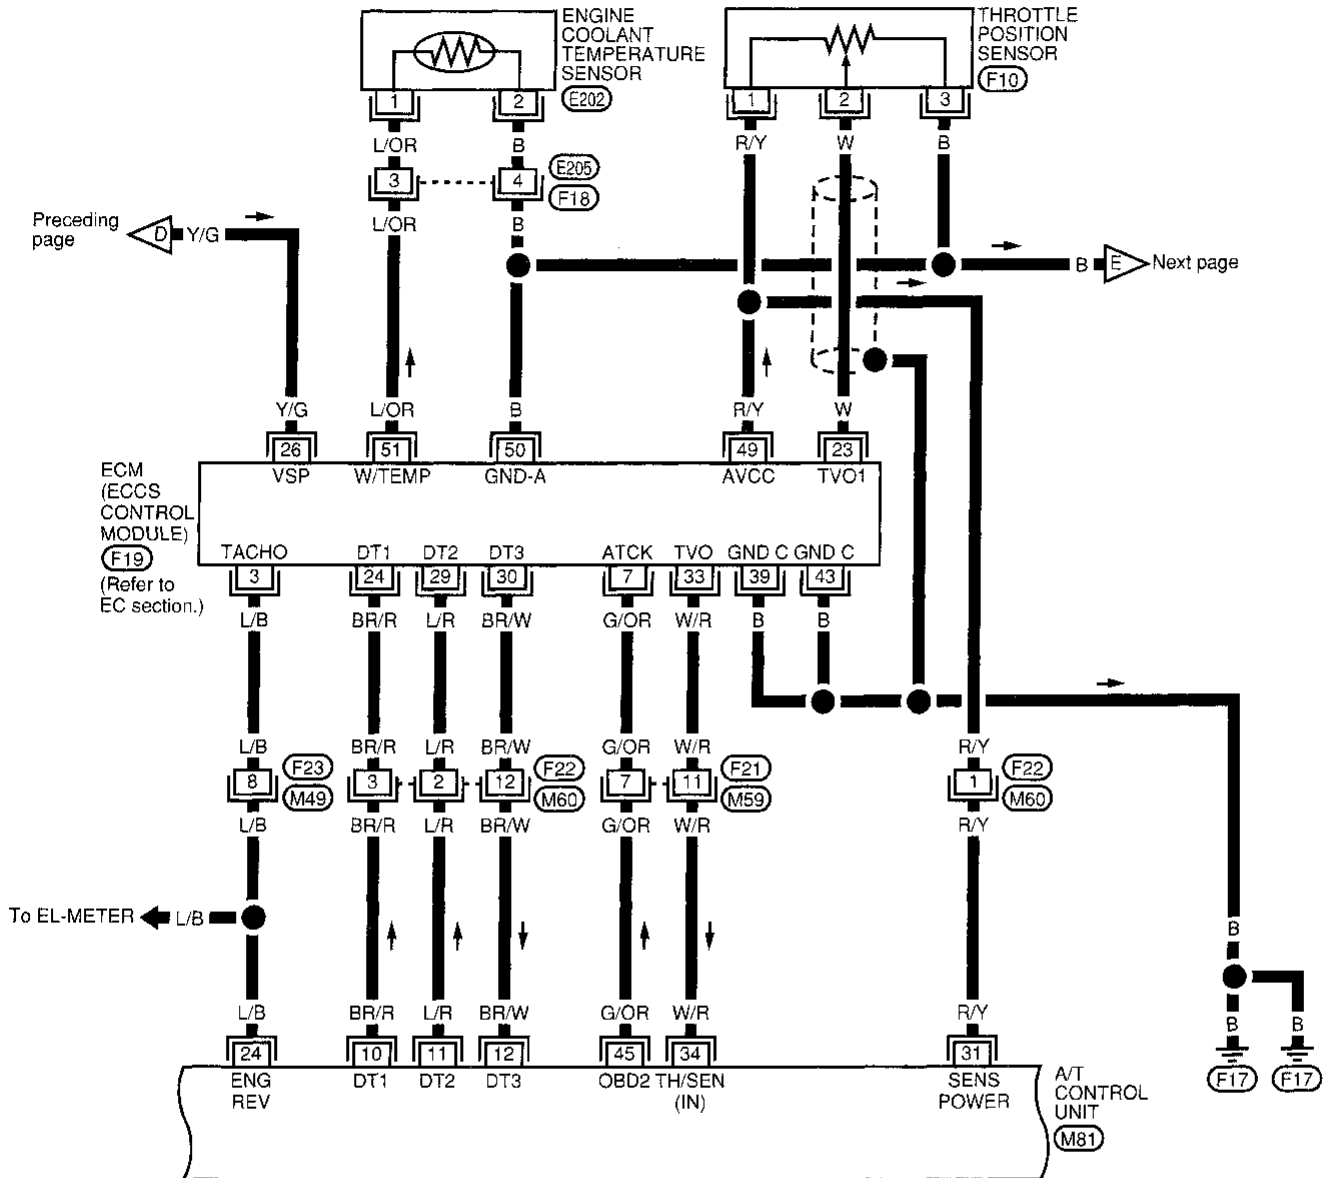 ENGINE
COOLANT
TEMPERATURE
SENSOR
E202
THROTTLE
POSITION
SENSOR
F10
1 2 1 2 3
L/OR B R/Y W B
3 4 E205
F18
L/OR B
Preceding
page
D Y/G
B E Next page
Y/G L/OR B R/Y W
26 51 50 49 23
VSP W/TEMP GND-A AVCC TVO1
ECM
(ECCS
CONTROL
MODULE)
F19
(Refer to
EC section.)
TACHO DT1 DT2 DT3 ATCK TVO GND C GND C
3 24 29 30 7 33 39 43
L/B BR/R L/R BR/W G/OR W/R B B
L/B BR/R L/R BR/W G/OR W/R R/Y
8 F23 3 2 12 F22 7 11 F21 1 F22
M49 M60 M59 M60
L/B BR/R L/R BR/W G/OR W/R R/Y
To EL-METER L/B
B
L/B BR/R L/R BR/W G/OR W/R R/Y B B
24 10 11 12 45 34 31
F17 F17
ENG DT1 DT2 DT3 OBD2 TH/SEN SENS
REV (IN) POWER
A/T
CONTROL
UNIT
M81